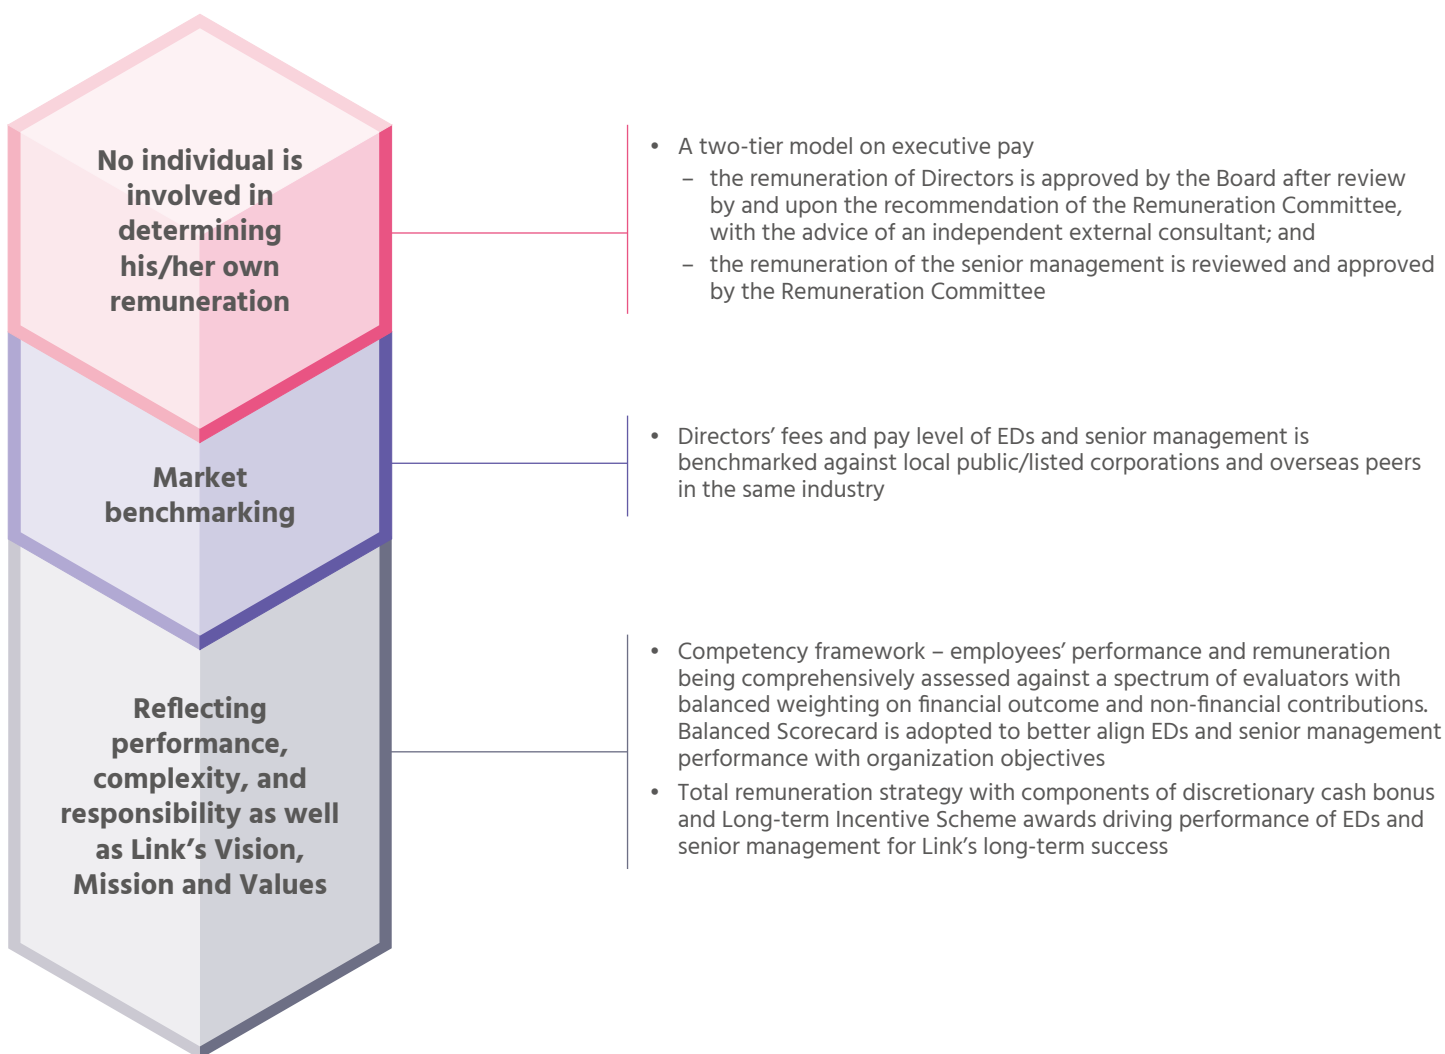 No individual is
involved in
determining
his/her own
remuneration
• A two-tier model on executive pay
– the remuneration of Directors is approved by the Board after review
by and upon the recommendation of the Remuneration Committee,
with the advice of an independent external consultant; and
– the remuneration of the senior management is reviewed and approved
by the Remuneration Committee
Market
benchmarking
• Directors’ fees and pay level of EDs and senior management is
benchmarked against local public/listed corporations and overseas peers
in the same industry
Reflecting
performance,
complexity, and
responsibility as well
as Link’s Vision,
Mission and Values
• Competency framework – employees’ performance and remuneration
being comprehensively assessed against a spectrum of evaluators with
balanced weighting on financial outcome and non-financial contributions.
Balanced Scorecard is adopted to better align EDs and senior management
performance with organization objectives
• Total remuneration strategy with components of discretionary cash bonus
and Long-term Incentive Scheme awards driving performance of EDs and
senior management for Link’s long-term success